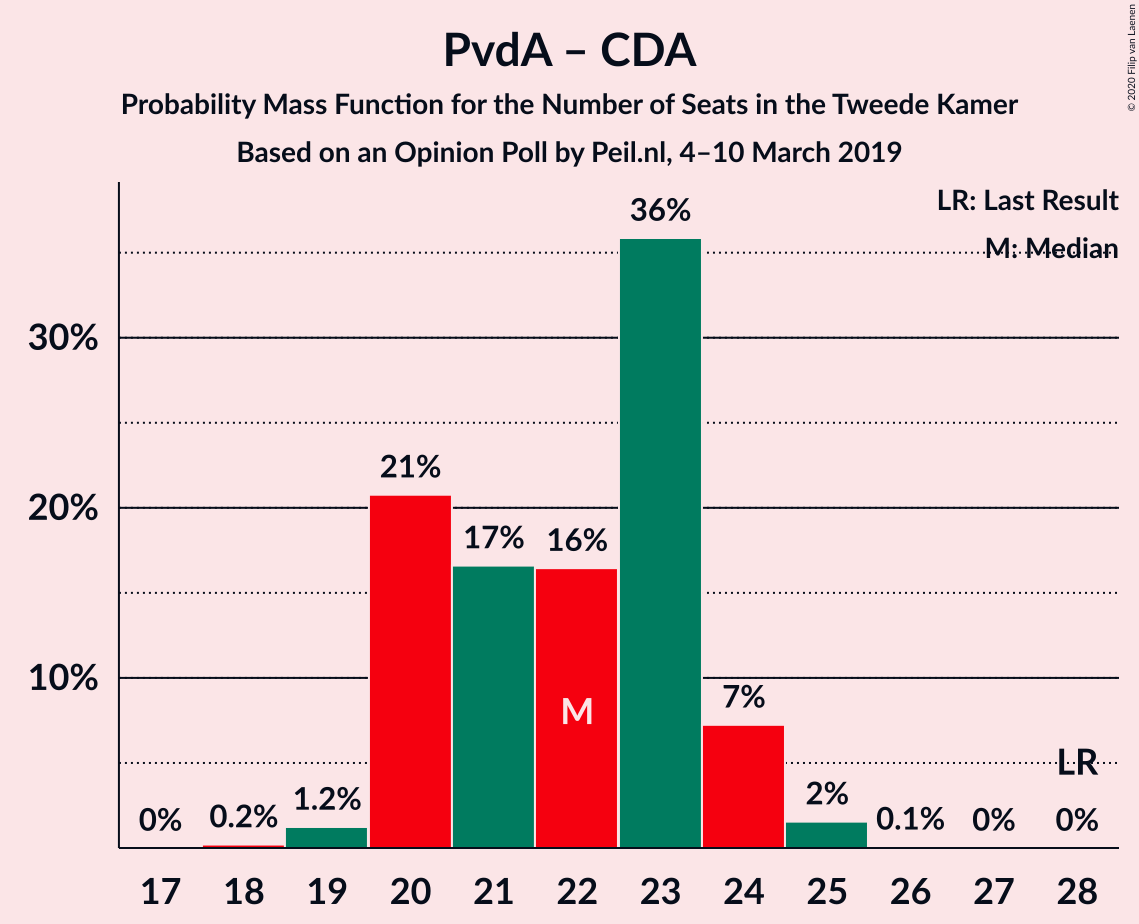 PvdA – CDA
Probability Mass Function for the Number of Seats in the Tweede Kamer
Based on an Opinion Poll by Peil.nl, 4–10 March 2019
© 2020 Filip van Laenen
LR: Last Result
M: Median
30%
20%
10%
0%
0.2%
1.2%
21%
17%
16%
36%
7%
2%
0.1%
0%
0%
M
LR
17 18 19 20 21 22 23 24 25 26 27 28